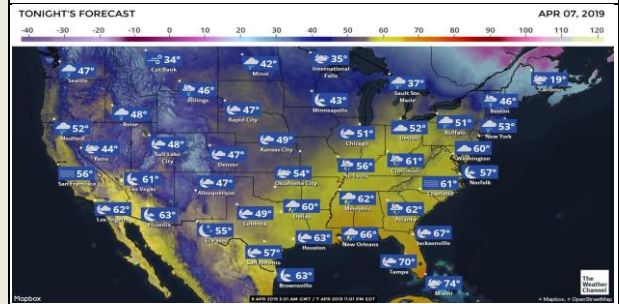 TONIGHT'S FORECAST
APR 07, 2019
-40 -30 -20 -10 0 10 20 30 40 50 60 70 80 90 100 110 120
47° Seattle
34° Cut Bank
42° Minot
35° International Falls
37° Sault Ste. Marie
19° Caribou
46° Billings
47° Rapid City
43° Minneapolis
46° Boston
48° Boise
52° Medford
51° Buffalo
53° New York
44° Reno
48° Salt Lake City
47° Denver
49° Kansas City
51° Chicago
52° Detroit
60° Washington
56° San Francisco
61° Las Vegas
47° Albuquerque
54° Oklahoma City
56° St. Louis
61° Cincinnati
57° Norfolk
61° Charlotte
62° Los Angeles
63° Phoenix
49° Lubbock
60° Dallas
62° Memphis
62° Atlanta
55° El Paso
57° San Antonio
63° Houston
66° New Orleans
67° Jacksonville
63° Brownsville
70° Tampa
74° Miami
The Weather Channel
Mapbox
8 APR 2019 3:01 AM GMT / 7 APR 2019 11:01 PM EDT
© Mapbox, © OpenStreetMap